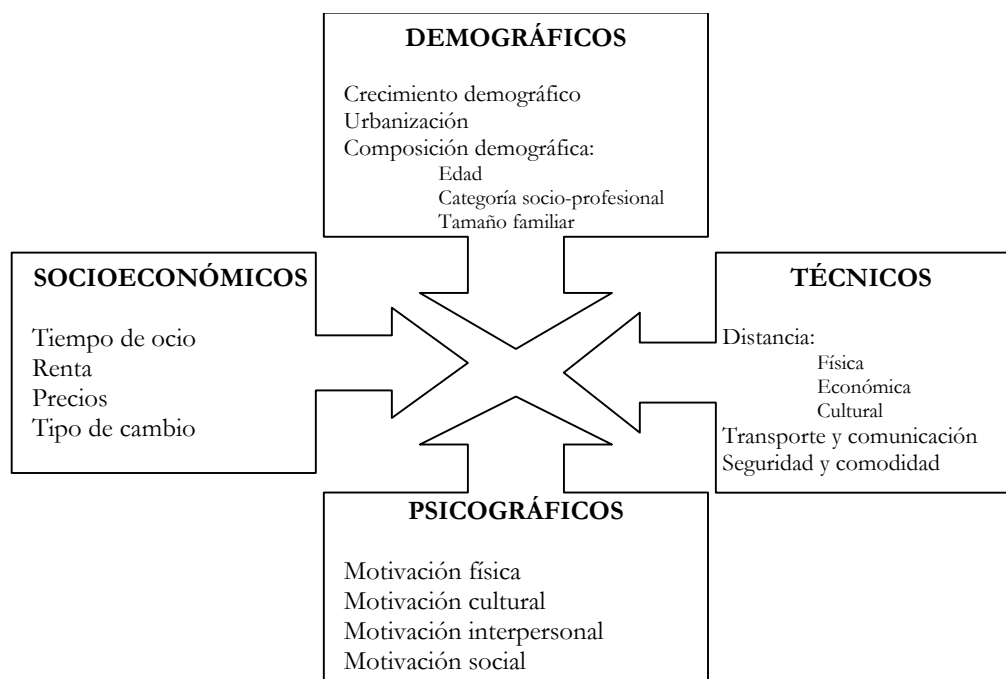 DEMOGRÁFICOS
Crecimiento demográfico
Urbanización
Composición demográfica:
Edad
Categoría socio-profesional
Tamaño familiar
SOCIOECONÓMICOS
Tiempo de ocio
Renta
Precios
Tipo de cambio
TÉCNICOS
Distancia:
Física
Económica
Cultural
Transporte y comunicación
Seguridad y comodidad
PSICOGRÁFICOS
Motivación física
Motivación cultural
Motivación interpersonal
Motivación social